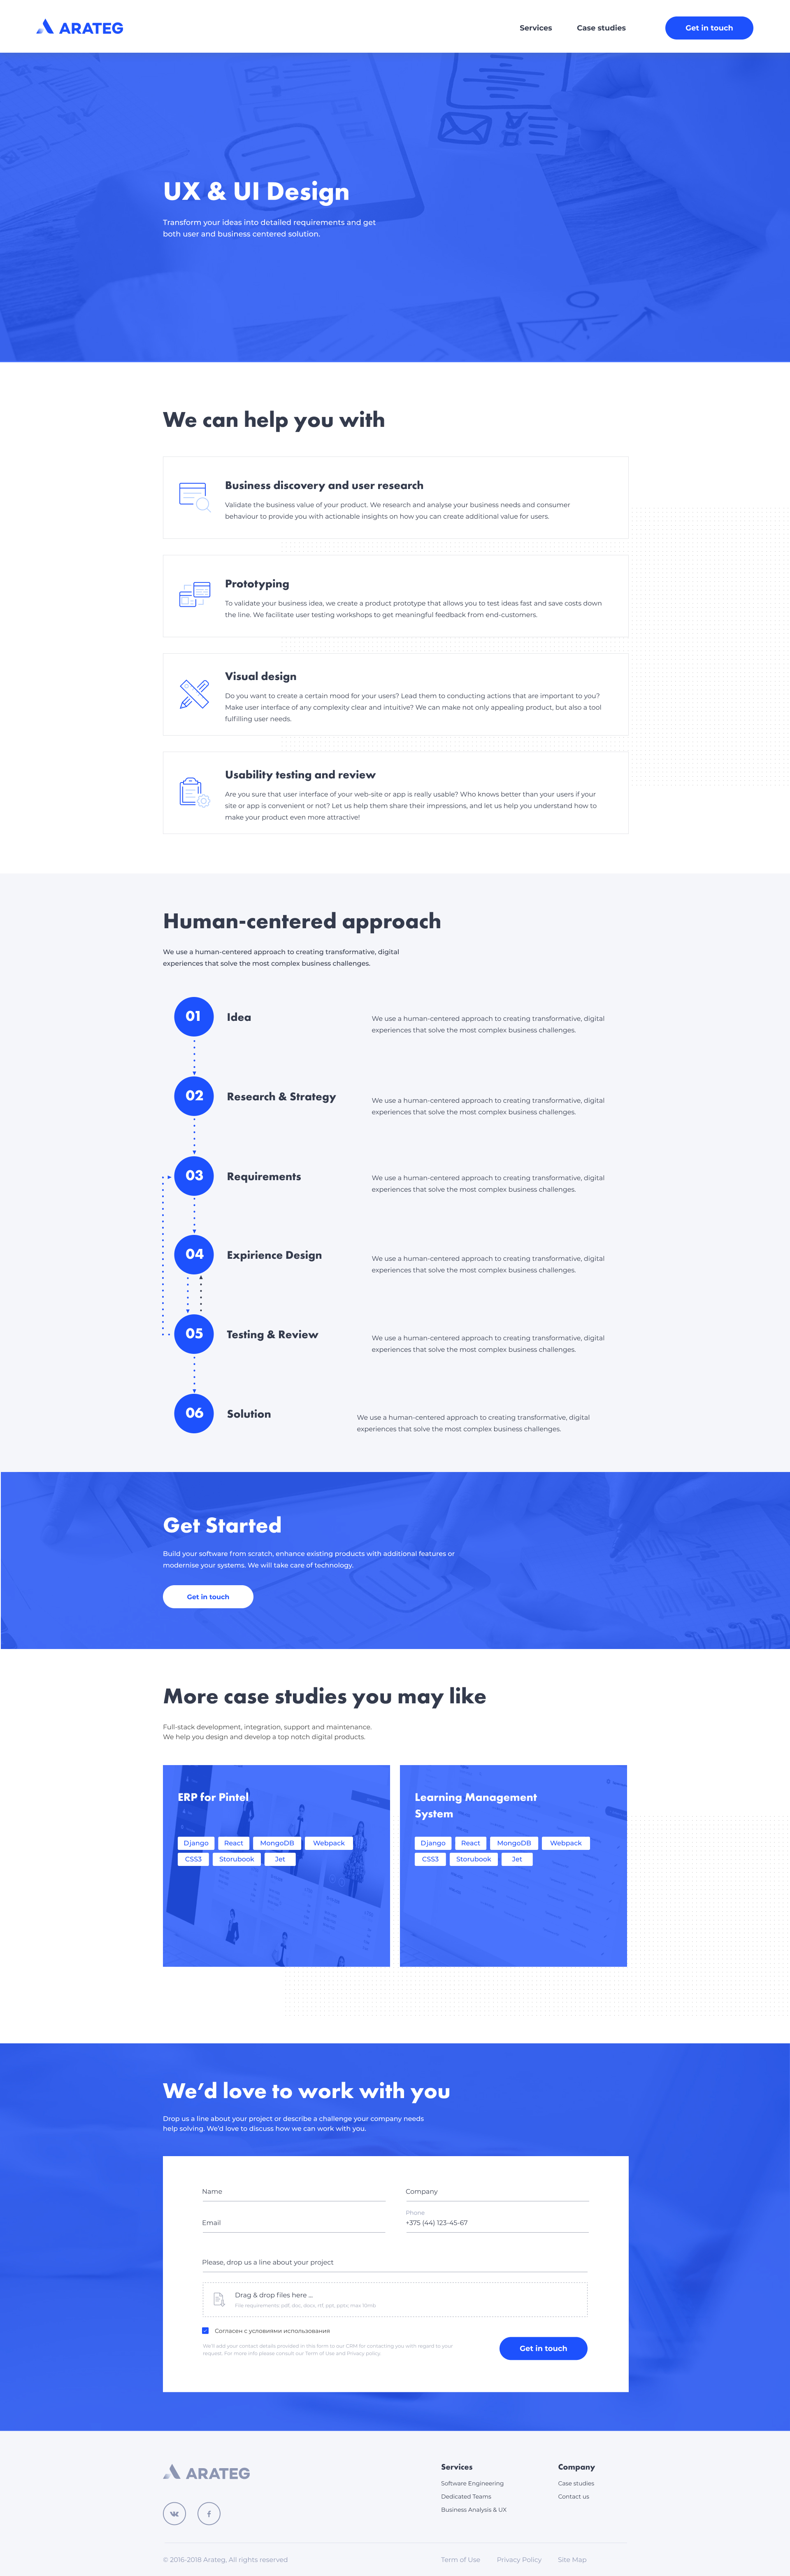 ARATEG
Services Case studies Get in touch
UX & UI Design
Transform your ideas into detailed requirements and get
both user and business centered solution.
We can help you with
Business discovery and user research
Validate the business value of your product. We research and analyse your business needs and consumer
behaviour to provide you with actionable insights on how you can create additional value for users.
Prototyping
To validate your business idea, we create a product prototype that allows you to test ideas fast and save costs down
the line. We facilitate user testing workshops to get meaningful feedback from end-customers.
Visual design
Do you want to create a certain mood for your users? Lead them to conducting actions that are important to you?
Make user interface of any complexity clear and intuitive? We can make not only appealing product, but also a tool
fulfilling user needs.
Usability testing and review
Are you sure that user interface of your web-site or app is really usable? Who knows better than your users if your
site or app is convenient or not? Let us help them share their impressions, and let us help you understand how to
make your product even more attractive!
Human-centered approach
We use a human-centered approach to creating transformative, digital
experiences that solve the most complex business challenges.
01 Idea
We use a human-centered approach to creating transformative, digital
experiences that solve the most complex business challenges.
02 Research & Strategy
We use a human-centered approach to creating transformative, digital
experiences that solve the most complex business challenges.
03 Requirements
We use a human-centered approach to creating transformative, digital
experiences that solve the most complex business challenges.
04 Expirience Design
We use a human-centered approach to creating transformative, digital
experiences that solve the most complex business challenges.
05 Testing & Review
We use a human-centered approach to creating transformative, digital
experiences that solve the most complex business challenges.
06 Solution
We use a human-centered approach to creating transformative, digital
experiences that solve the most complex business challenges.
Get Started
Build your software from scratch, enhance existing products with additional features or
modernise your systems. We will take care of technology.
Get in touch
More case studies you may like
Full-stack development, integration, support and maintenance.
We help you design and develop a top notch digital products.
ERP for Pintel
Django React MongoDB Webpack
CSS3 Storubook Jet
Learning Management
System
Django React MongoDB Webpack
CSS3 Storubook Jet
We’d love to work with you
Drop us a line about your project or describe a challenge your company needs
help solving. We’d love to discuss how we can work with you.
Name Company
Phone
Email +375 (44) 123-45-67
Please, drop us a line about your project
Drag & drop files here ...
File requirements: pdf, doc, docx, rtf, ppt, pptx; max 15mb
Согласен с условиями использования
We'll add your contact details provided in this form to our CRM for contacting you with regard to your
request. For more info please consult our Term of Use and Privacy policy.
Get in touch
ARATEG
Services
Software Engineering
Dedicated Teams
Business Analysis & UX
Company
Case studies
Contact us
© 2016-2018 Arateg, All rights reserved
Term of Use Privacy Policy Site Map